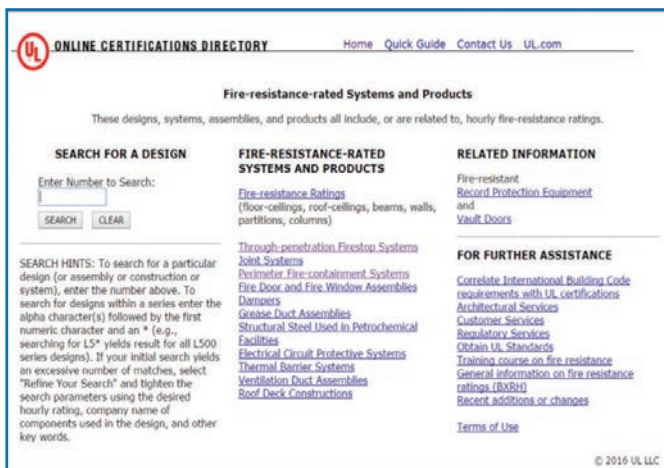 UL ONLINE CERTIFICATIONS DIRECTORY
Home Quick Guide Contact Us UL.com
Fire-resistance-rated Systems and Products
These designs, systems, assemblies, and products all include, or are related to, hourly fire-resistance ratings.
SEARCH FOR A DESIGN
Enter Number to Search:
SEARCH CLEAR
SEARCH HINTS: To search for a particular
design (or assembly or construction or
system), enter the number above. To
search for designs within a series enter the
alpha character(s) followed by the first
numeric character and an * (e.g.,
searching for L5* yields result for all L500
series designs). If your initial search yields
an excessive number of matches, select
"Refine Your Search" and tighten the
search parameters using the desired
hourly rating, company name of
components used in the design, and other
key words.
FIRE-RESISTANCE-RATED
SYSTEMS AND PRODUCTS
Fire-resistance Ratings
(floor-ceilings, roof-ceilings, beams, walls,
partitions, columns)
Through-penetration Firestop Systems
Joint Systems
Perimeter Fire-containment Systems
Fire Door and Fire Window Assemblies
Dampers
Grease Duct Assemblies
Structural Steel Used in Petrochemical
Facilities
Electrical Circuit Protective Systems
Thermal Barrier Systems
Ventilation Duct Assemblies
Roof Deck Constructions
RELATED INFORMATION
Fire-resistant
Record Protection Equipment
and
Vault Doors
FOR FURTHER ASSISTANCE
Correlate International Building Code
requirements with UL certifications
Architectural Services
Customer Services
Regulatory Services
Obtain UL Standards
Training course on fire resistance
General information on fire resistance
ratings (BXRH)
Recent additions or changes
Terms of Use
© 2016 UL LLC